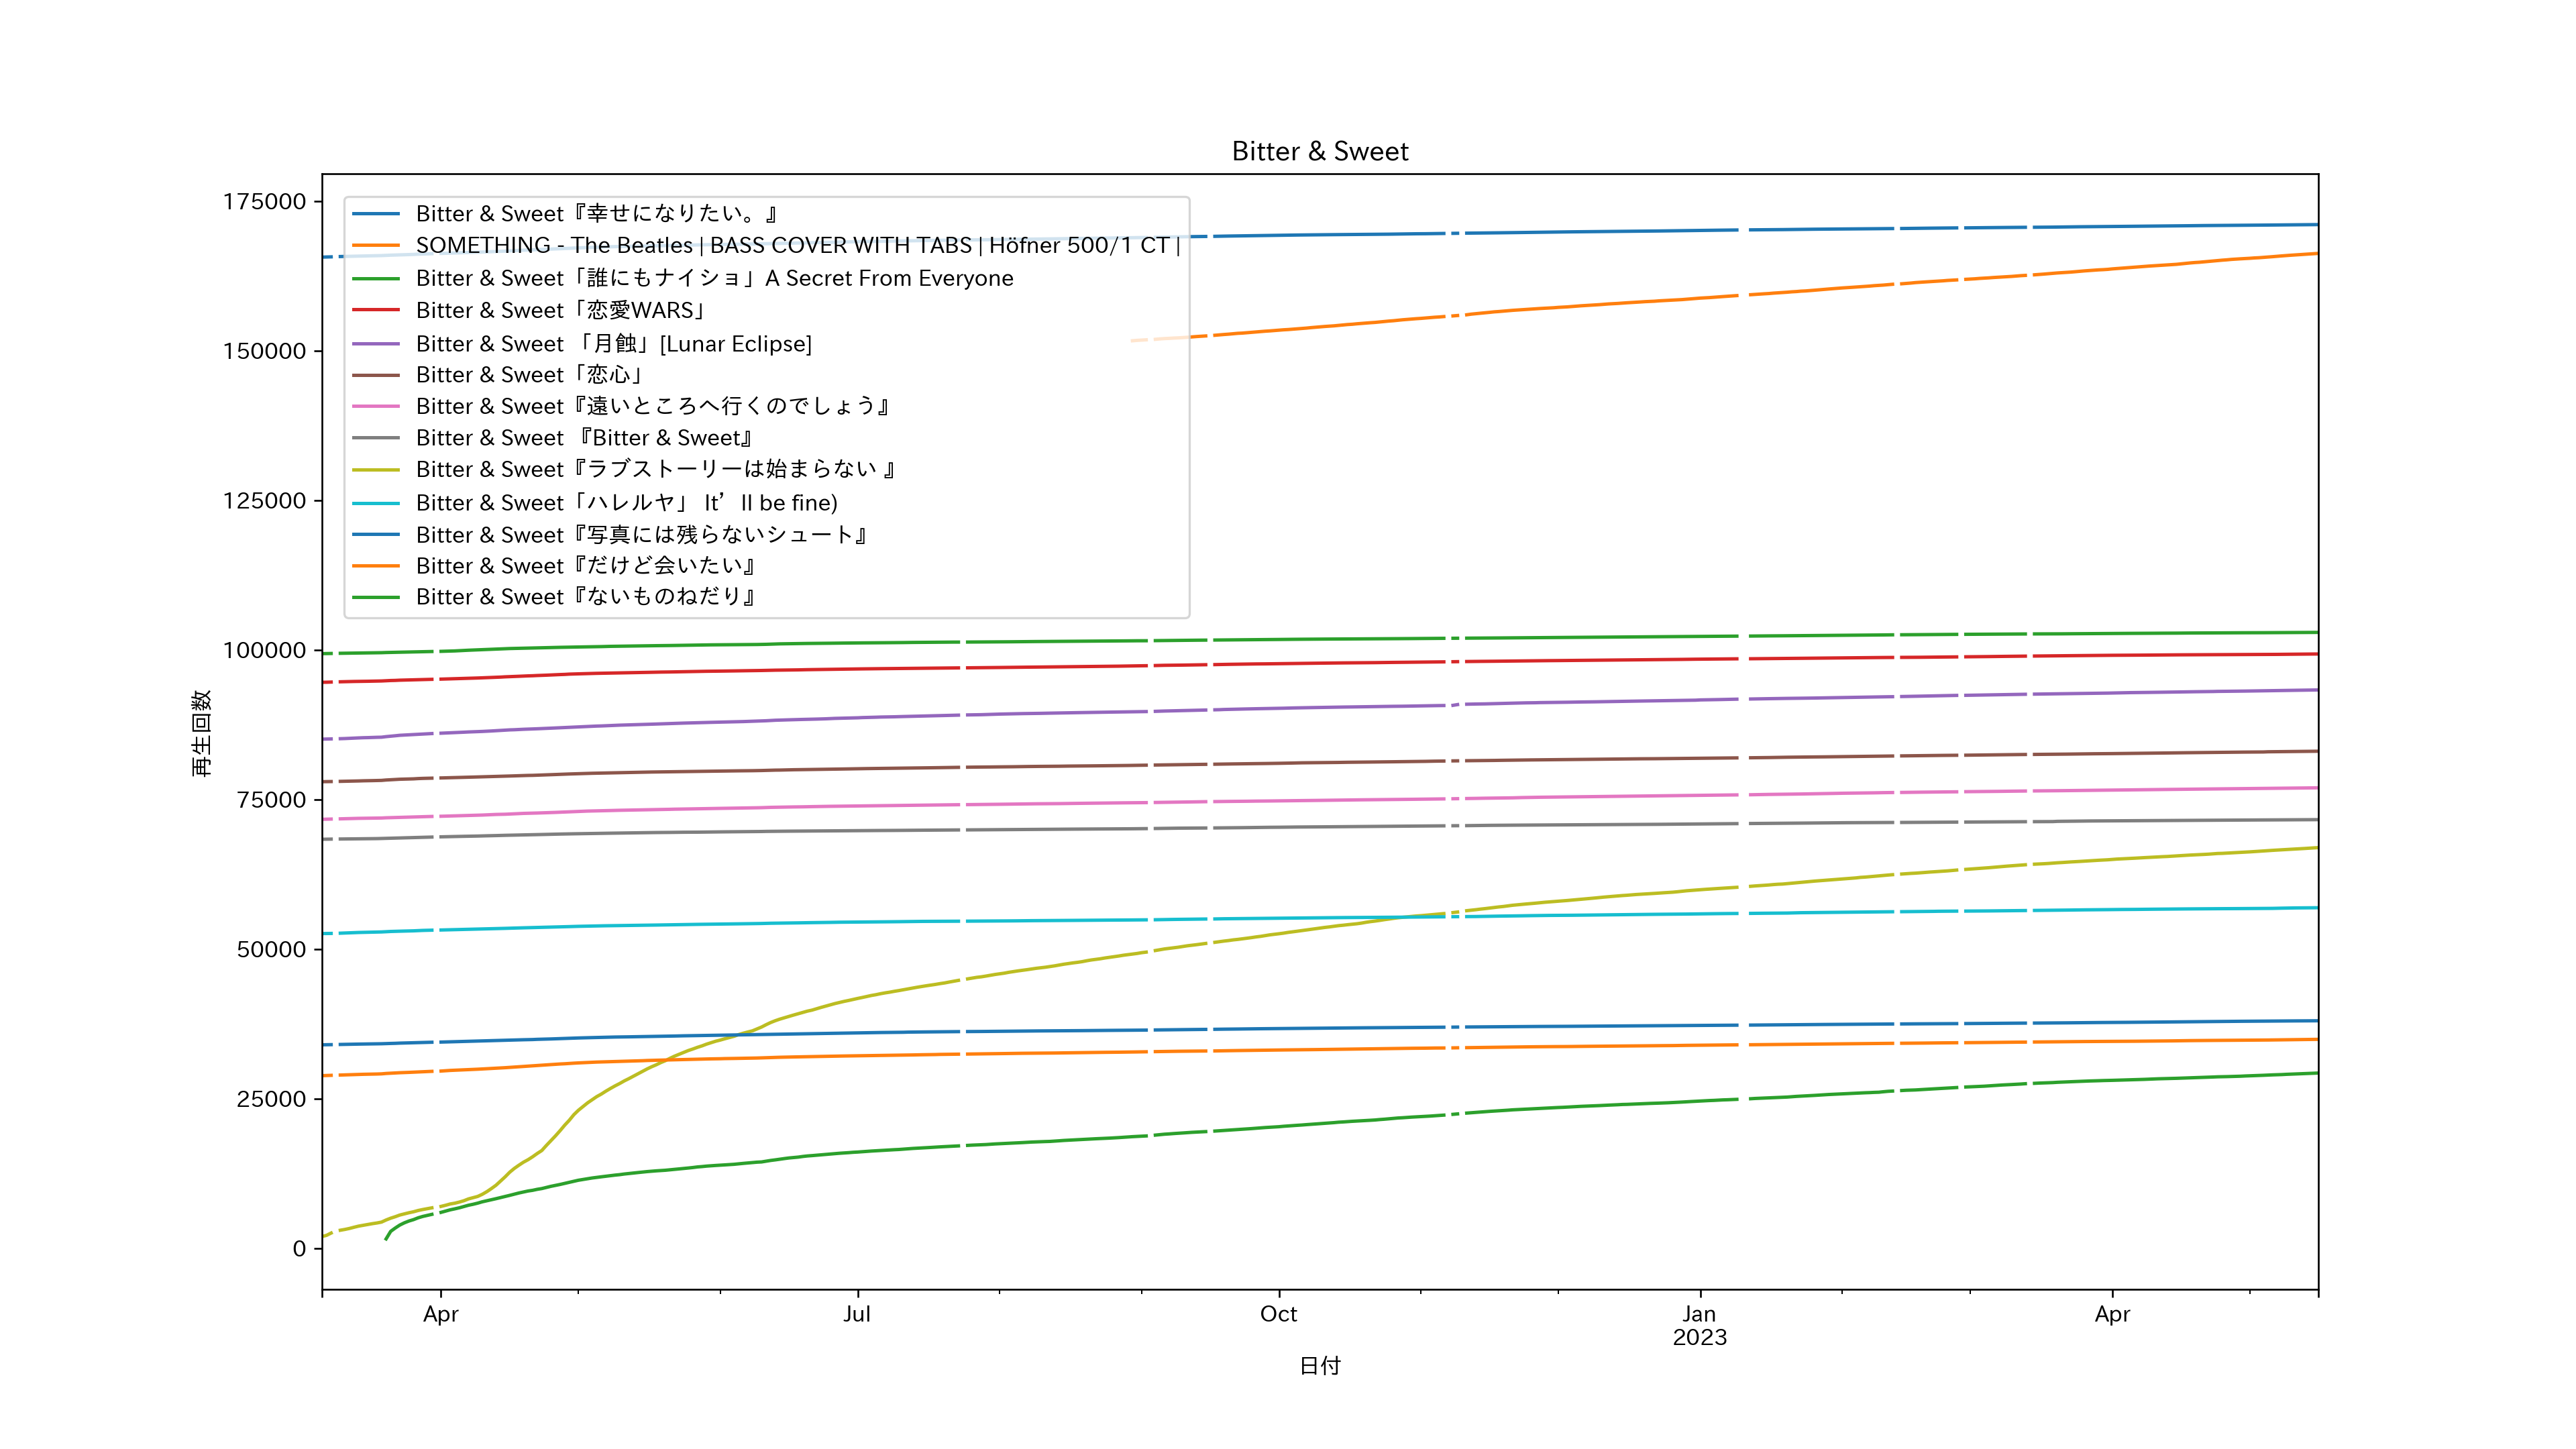 Bitter & Sweet
175000
150000
125000
100000
75000
50000
25000
0
再生回数
Bitter & Sweet『幸せになりたい。』
SOMETHING - The Beatles | BASS COVER WITH TABS | Höfner 500/1 CT |
Bitter & Sweet「誰にもナイショ」A Secret From Everyone
Bitter & Sweet「恋愛WARS」
Bitter & Sweet 「月蝕」[Lunar Eclipse]
Bitter & Sweet「恋心」
Bitter & Sweet『遠いところへ行くのでしょう』
Bitter & Sweet 『Bitter & Sweet』
Bitter & Sweet『ラブストーリーは始まらない 』
Bitter & Sweet「ハレルヤ」 It’ll be fine)
Bitter & Sweet『写真には残らないシュート』
Bitter & Sweet『だけど会いたい』
Bitter & Sweet『ないものねだり』
Apr
Jul
Oct
Jan
2023
Apr
日付